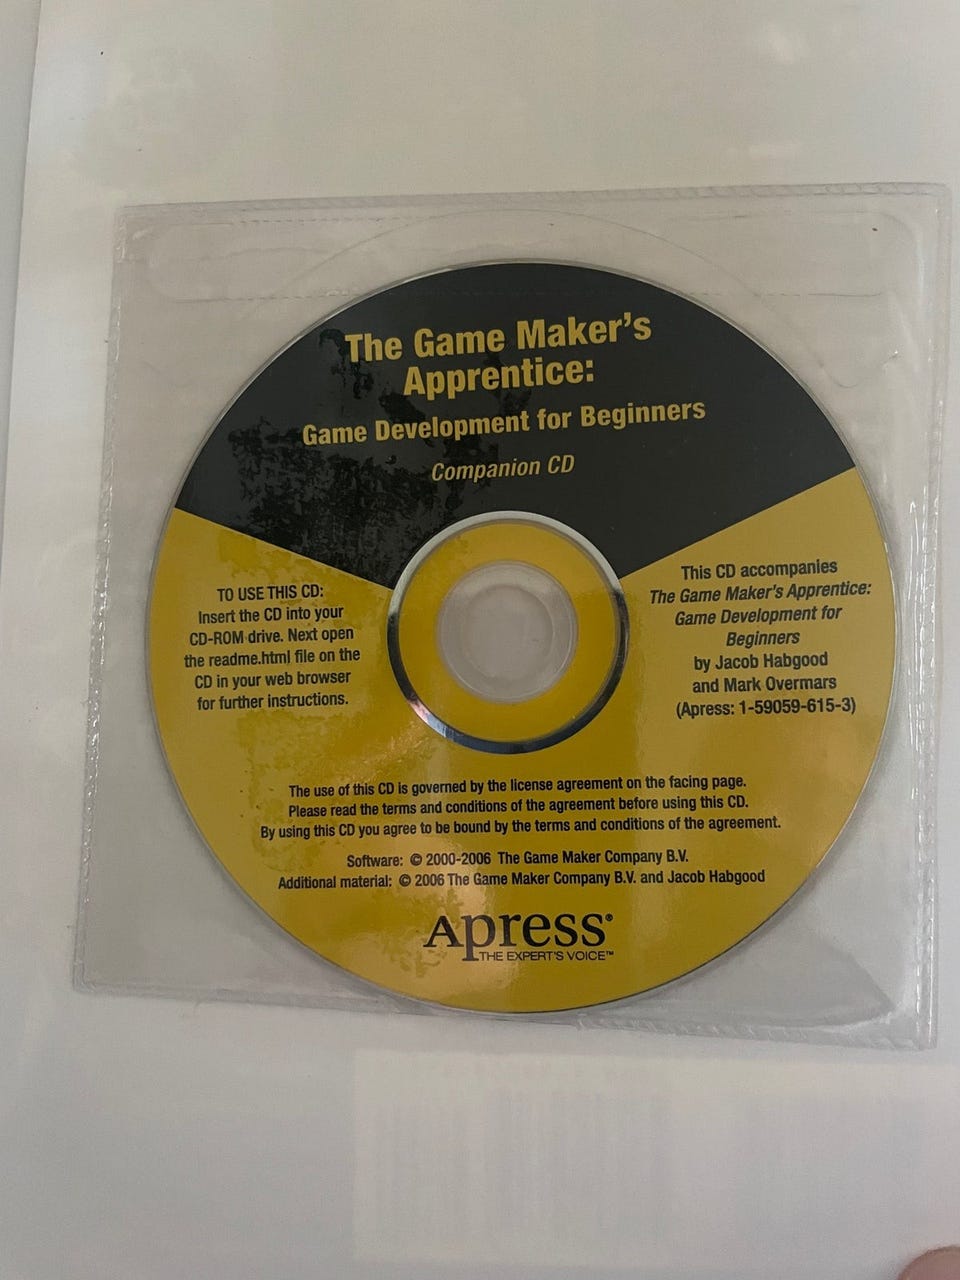 The Game Maker's
Apprentice:
Game Development for Beginners
Companion CD
TO USE THIS CD:
Insert the CD into your
CD-ROM drive. Next open
the readme.html file on the
CD in your web browser
for further instructions.
This CD accompanies
The Game Maker's Apprentice:
Game Development for
Beginners
by Jacob Habgood
and Mark Overmars
(Apress: 1-59059-615-3)
The use of this CD is governed by the license agreement on the facing page.
Please read the terms and conditions of the agreement before using this CD.
By using this CD you agree to be bound by the terms and conditions of the agreement.
Software: © 2000-2006 The Game Maker Company B.V.
Additional material: © 2006 The Game Maker Company B.V. and Jacob Habgood
Apress®
THE EXPERT'S VOICE™